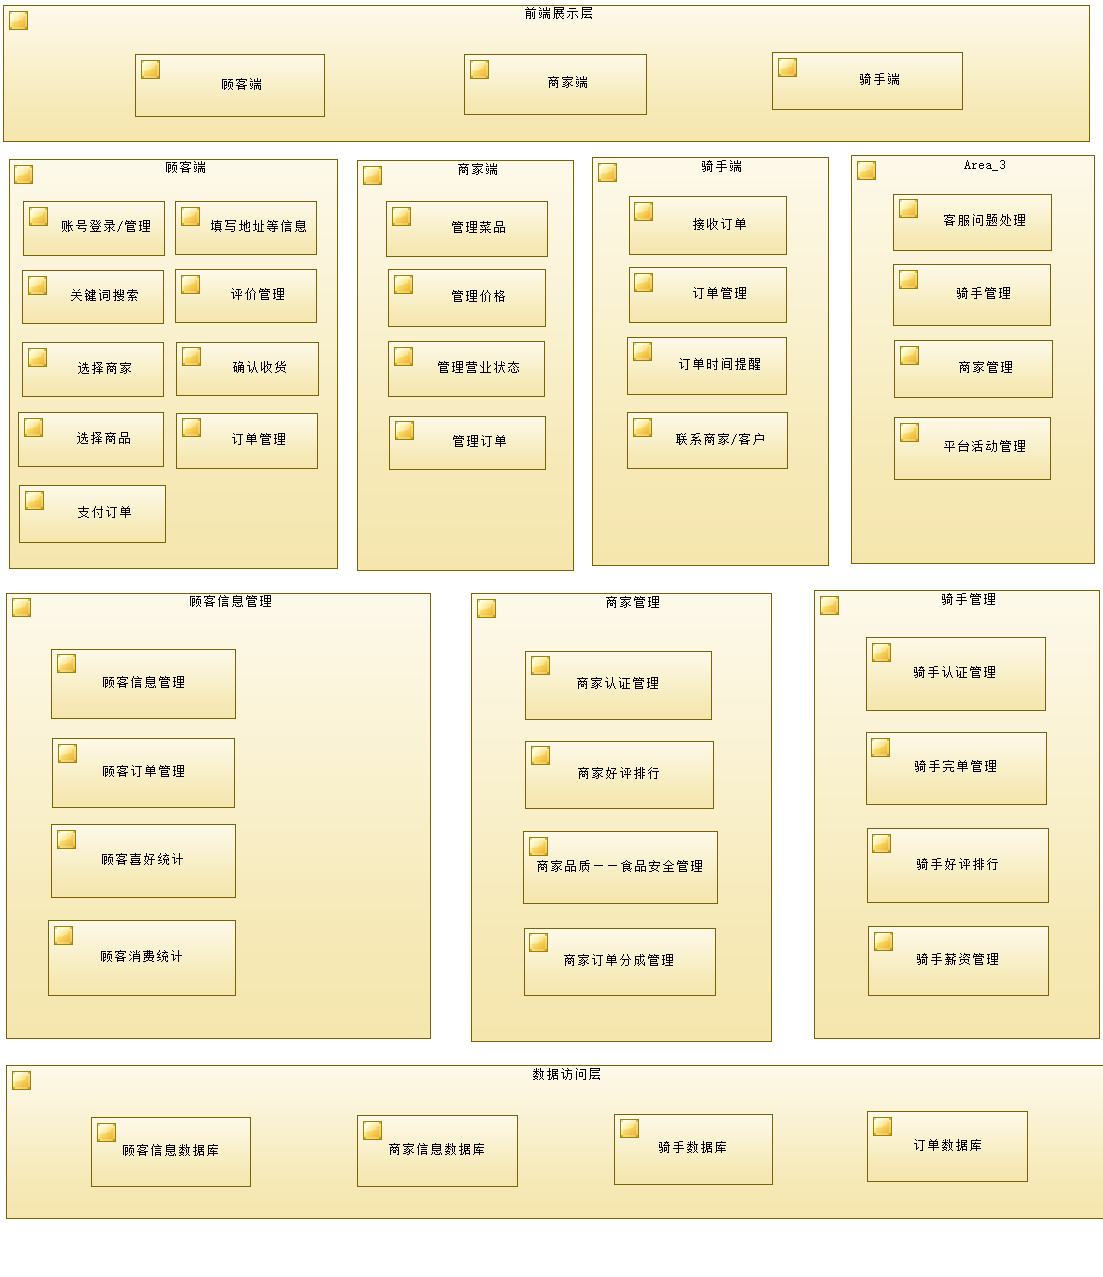 前端展示层
顾客端
商家端
骑手端
顾客端
账号登录/管理
填写地址等信息
关键词搜索
评价管理
选择商家
确认收货
选择商品
订单管理
支付订单
商家端
管理菜品
管理价格
管理营业状态
管理订单
骑手端
接收订单
订单管理
订单时间提醒
联系商家/客户
Area_3
客服问题处理
骑手管理
商家管理
平台活动管理
顾客信息管理
顾客信息管理
顾客订单管理
顾客喜好统计
顾客消费统计
商家管理
商家认证管理
商家好评排行
商家品质——食品安全管理
商家订单分成管理
骑手管理
骑手认证管理
骑手完单管理
骑手好评排行
骑手薪资管理
数据访问层
顾客信息数据库
商家信息数据库
骑手数据库
订单数据库